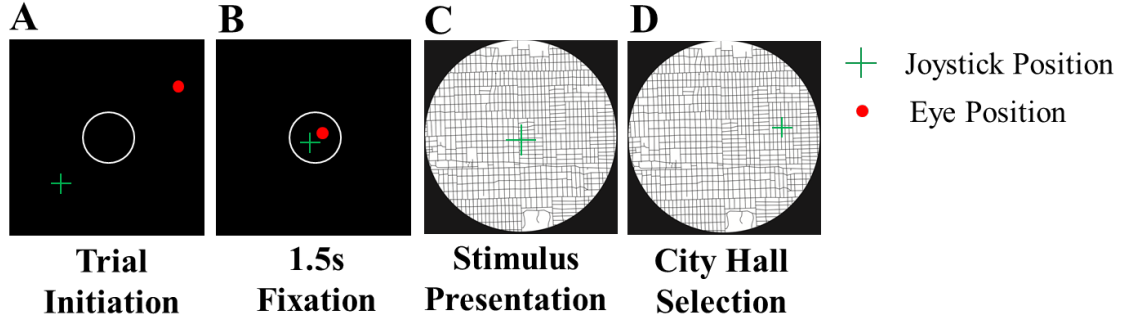 A
B
C
D
Joystick Position
Eye Position
Trial
Initiation
1.5s
Fixation
Stimulus
Presentation
City Hall
Selection